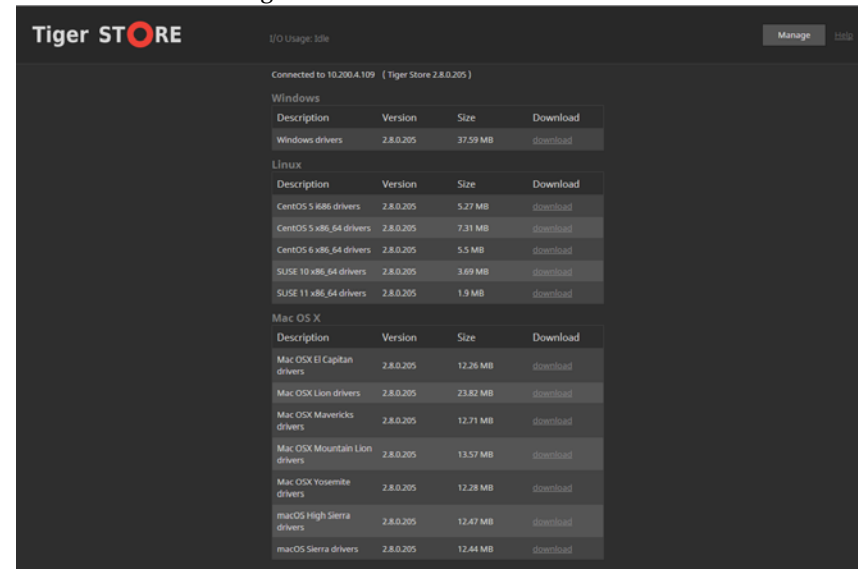 Tiger STORE
I/O Usage: Idle
Manage
Help
Connected to 10.200.4.109 ( Tiger Store 2.8.0.205 )
Windows
Description Version Size Download
Windows drivers 2.8.0.205 37.59 MB download
Linux
Description Version Size Download
CentOS 5 i686 drivers 2.8.0.205 5.27 MB download
CentOS 5 x86_64 drivers 2.8.0.205 7.31 MB download
CentOS 6 x86_64 drivers 2.8.0.205 5.5 MB download
SUSE 10 x86_64 drivers 2.8.0.205 3.69 MB download
SUSE 11 x86_64 drivers 2.8.0.205 1.9 MB download
Mac OS X
Description Version Size Download
Mac OSX El Capitan
drivers 2.8.0.205 12.26 MB download
Mac OSX Lion drivers 2.8.0.205 23.82 MB download
Mac OSX Mavericks
drivers 2.8.0.205 12.71 MB download
Mac OSX Mountain Lion
drivers 2.8.0.205 13.57 MB download
Mac OSX Yosemite
drivers 2.8.0.205 12.28 MB download
macOS High Sierra
drivers 2.8.0.205 12.47 MB download
macOS Sierra drivers 2.8.0.205 12.44 MB download